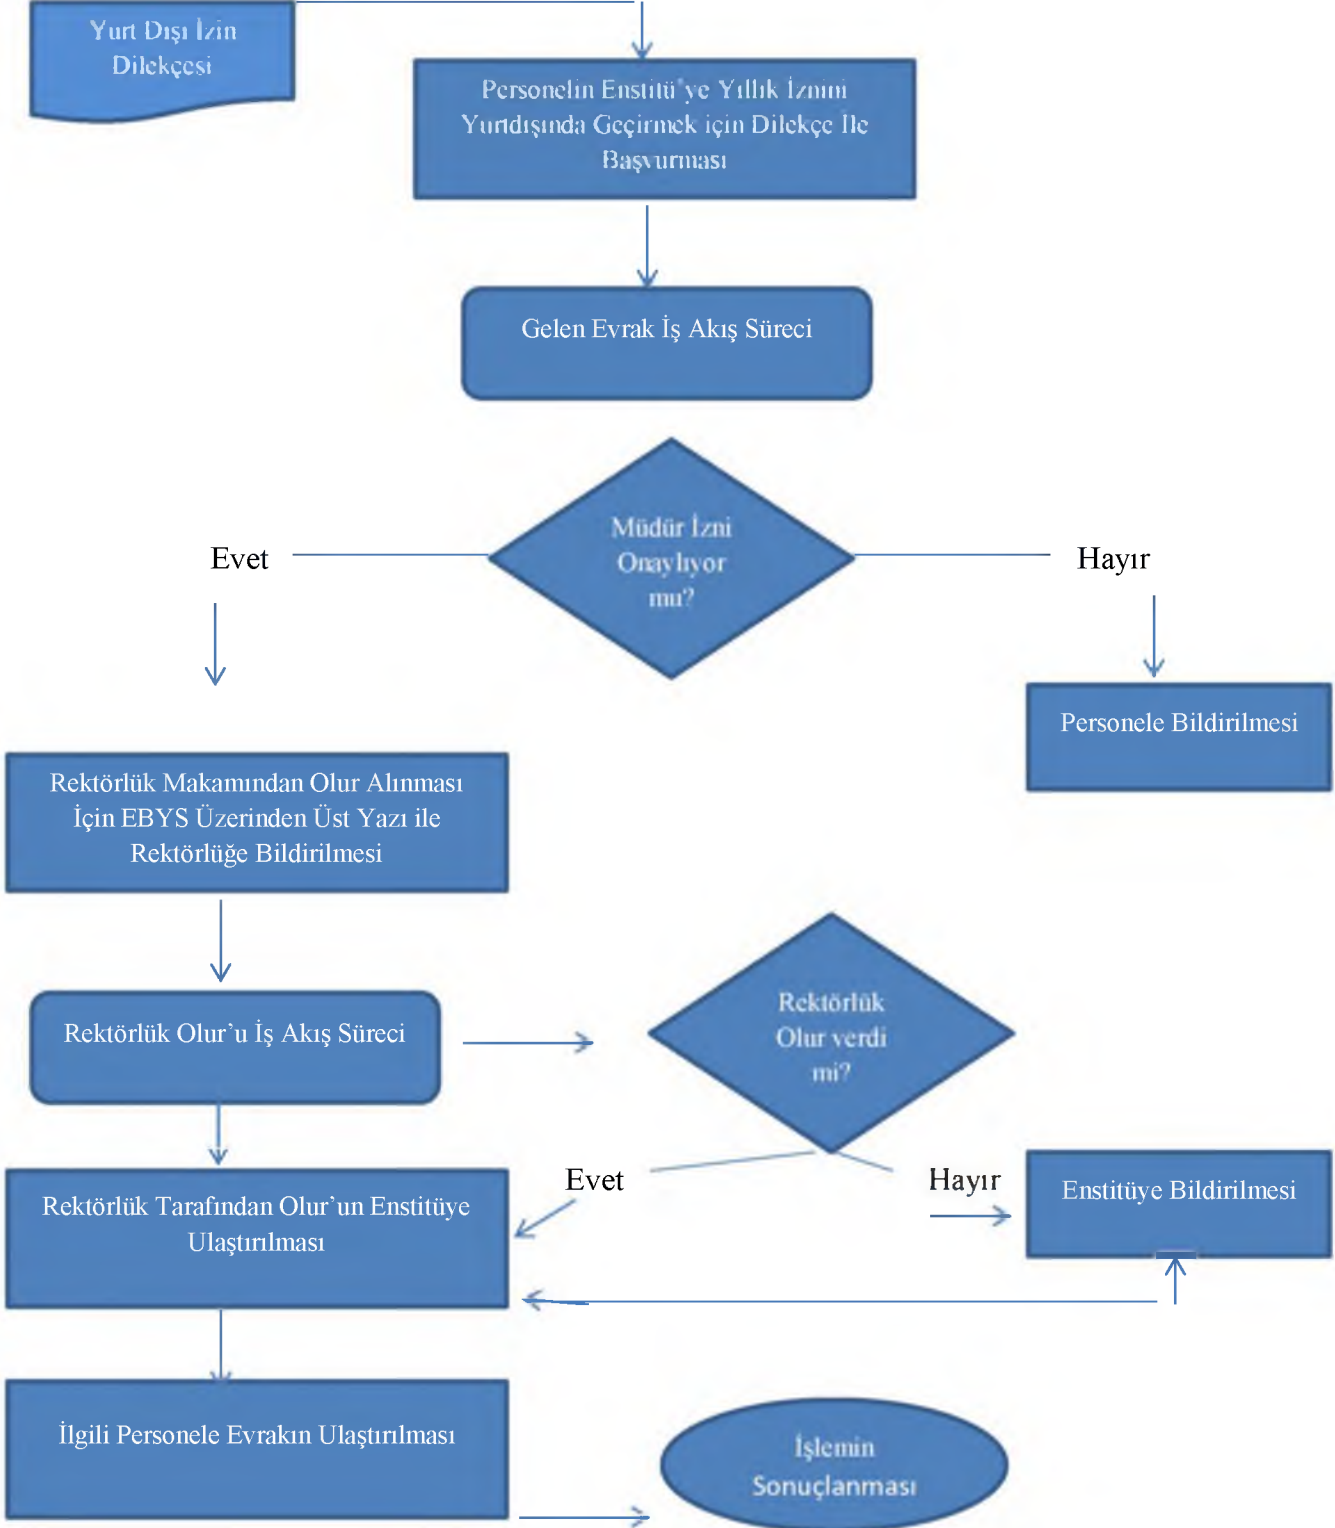 Yurt Dışı İzin
Dilekçesi
Personelin Enstitü'ye Yıllık İznini
Yurtdışında Geçirmek için Dilekçe İle
Başvurması
Gelen Evrak İş Akış Süreci
Müdür İzni
Onaylıyor
mu?
Evet
Hayır
Personele Bildirilmesi
Rektörlük Makamından Olur Alınması
İçin EBYS Üzerinden Üst Yazı ile
Rektörlüğe Bildirilmesi
Rektörlük Olur’u İş Akış Süreci
Rektörlük
Olur verdi
mi?
Evet
Hayır
Enstitüye Bildirilmesi
Rektörlük Tarafından Olur’un Enstitüye
Ulaştırılması
İlgili Personele Evrakın Ulaştırılması
İşlemin
Sonuçlanması